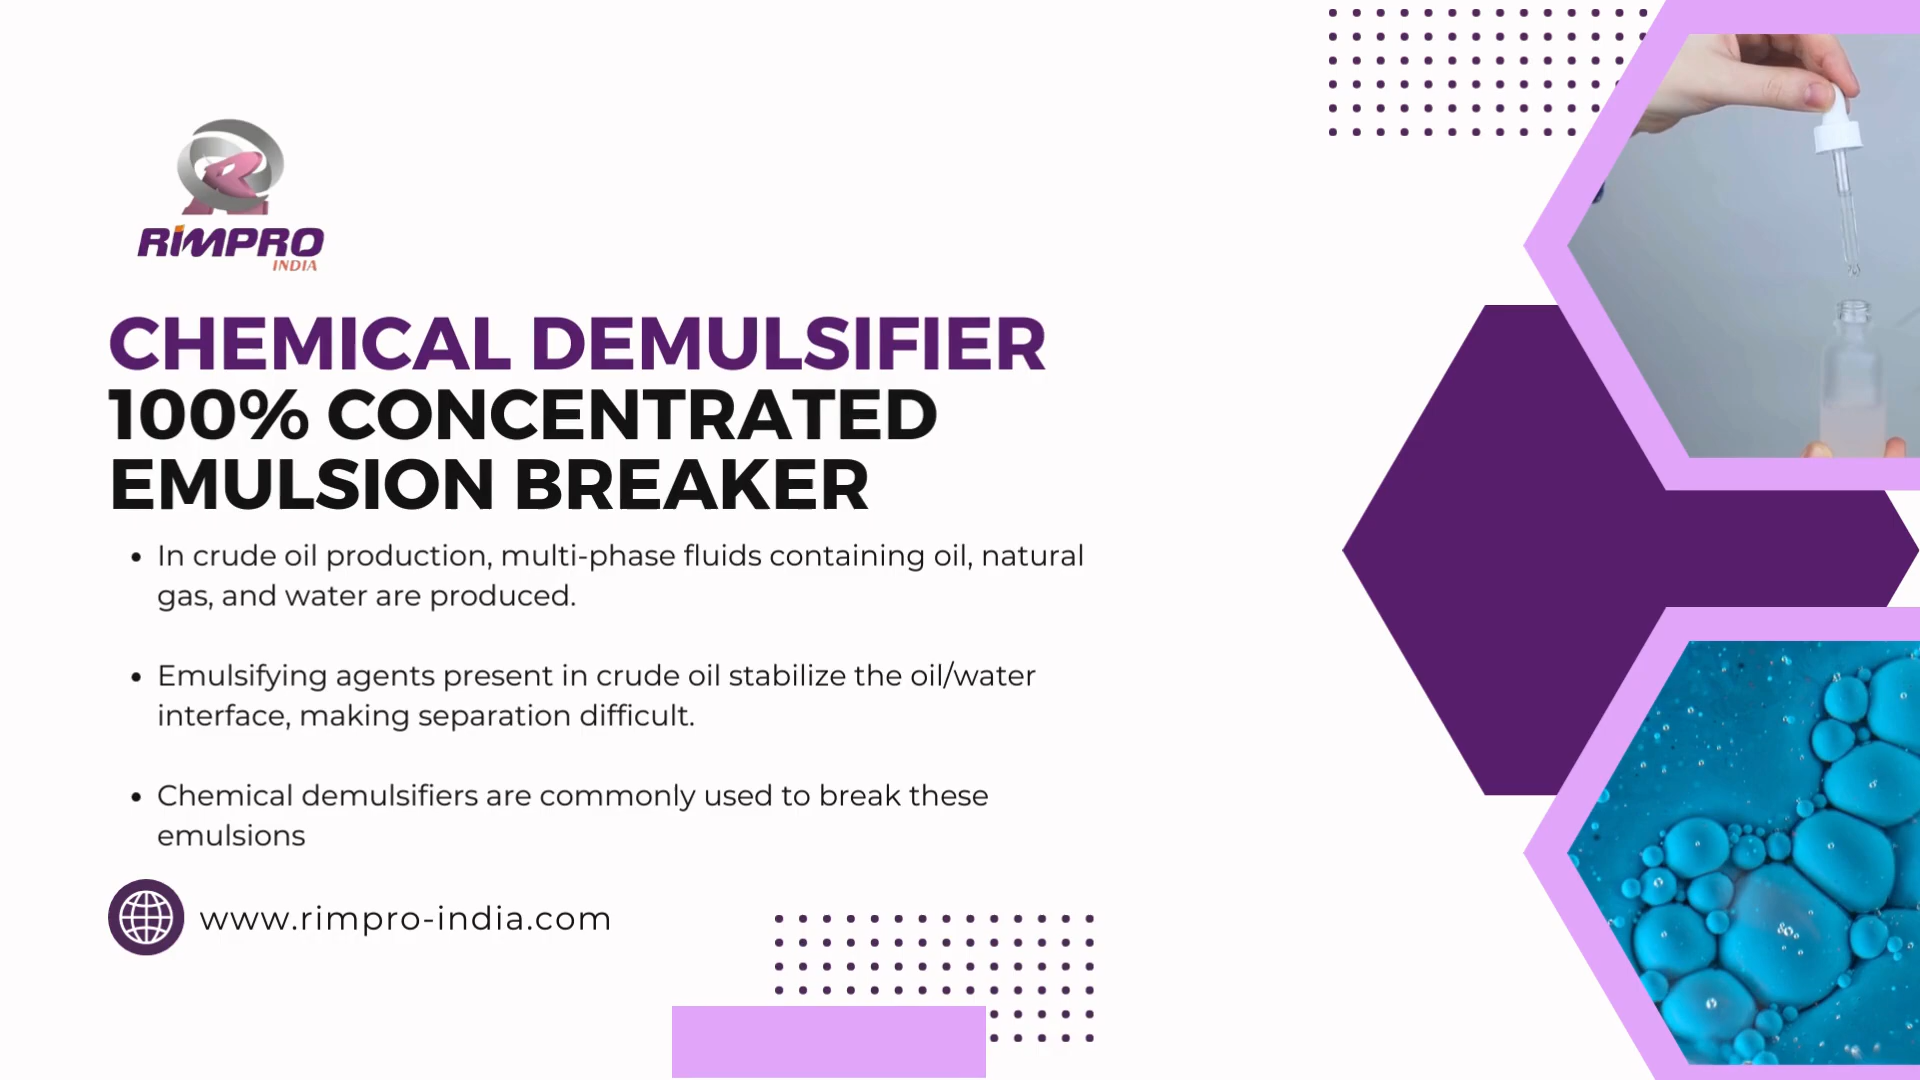 RiMPRO
INDIA
CHEMICAL DEMULSIFIER
100% CONCENTRATED
EMULSION BREAKER
• In crude oil production, multi-phase fluids containing oil, natural
gas, and water are produced.
• Emulsifying agents present in crude oil stabilize the oil/water
interface, making separation difficult.
• Chemical demulsifiers are commonly used to break these
emulsions
www.rimpro-india.com